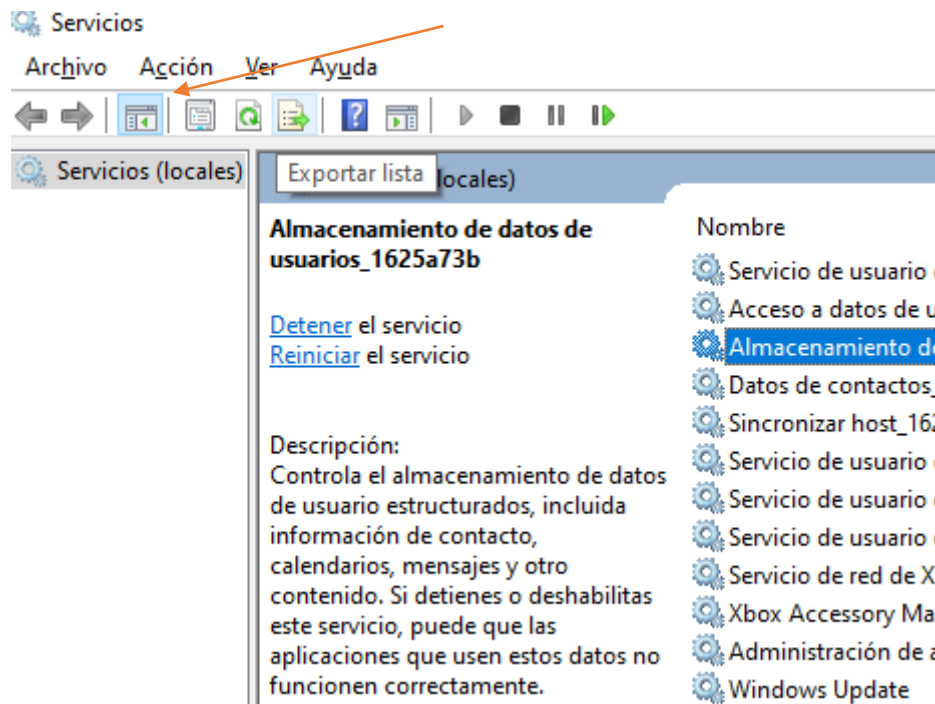 Servicios
Archivo Acción Ver Ayuda
Servicios (locales)
Exportar lista locales)
Almacenamiento de datos de
usuarios_1625a73b
Detener el servicio
Reiniciar el servicio
Descripción:
Controla el almacenamiento de datos
de usuario estructurados, incluida
información de contacto,
calendarios, mensajes y otro
contenido. Si detienes o deshabilitas
este servicio, puede que las
aplicaciones que usen estos datos no
funcionen correctamente.
Nombre
Servicio de usuario
Acceso a datos de u
Almacenamiento de
Datos de contactos_
Sincronizar host_162
Servicio de usuario
Servicio de usuario
Servicio de usuario
Servicio de red de X
Xbox Accessory Ma
Administración de a
Windows Update